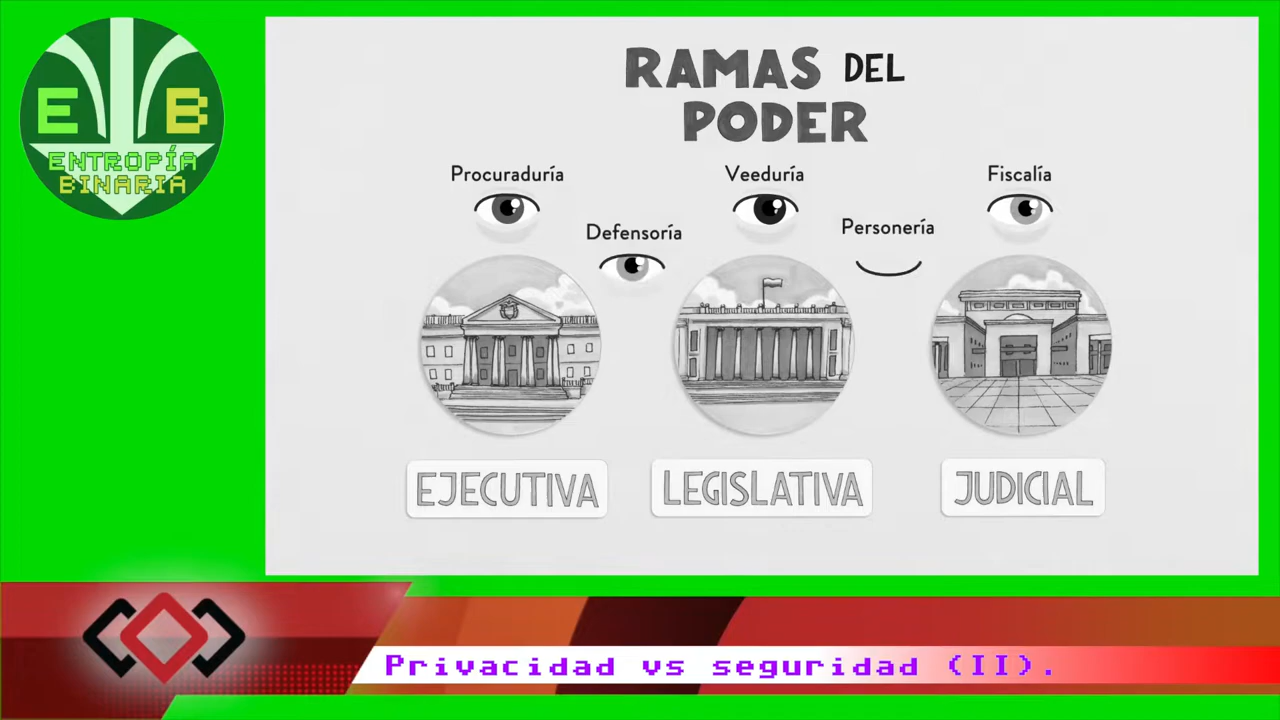 E B
ENTROPÍA
BINARIA
RAMAS DEL
PODER
Procuraduría
Veeduría
Fiscalía
Defensoría
Personería
EJECUTIVA
LEGISLATIVA
JUDICIAL
Privacidad vs seguridad (II).